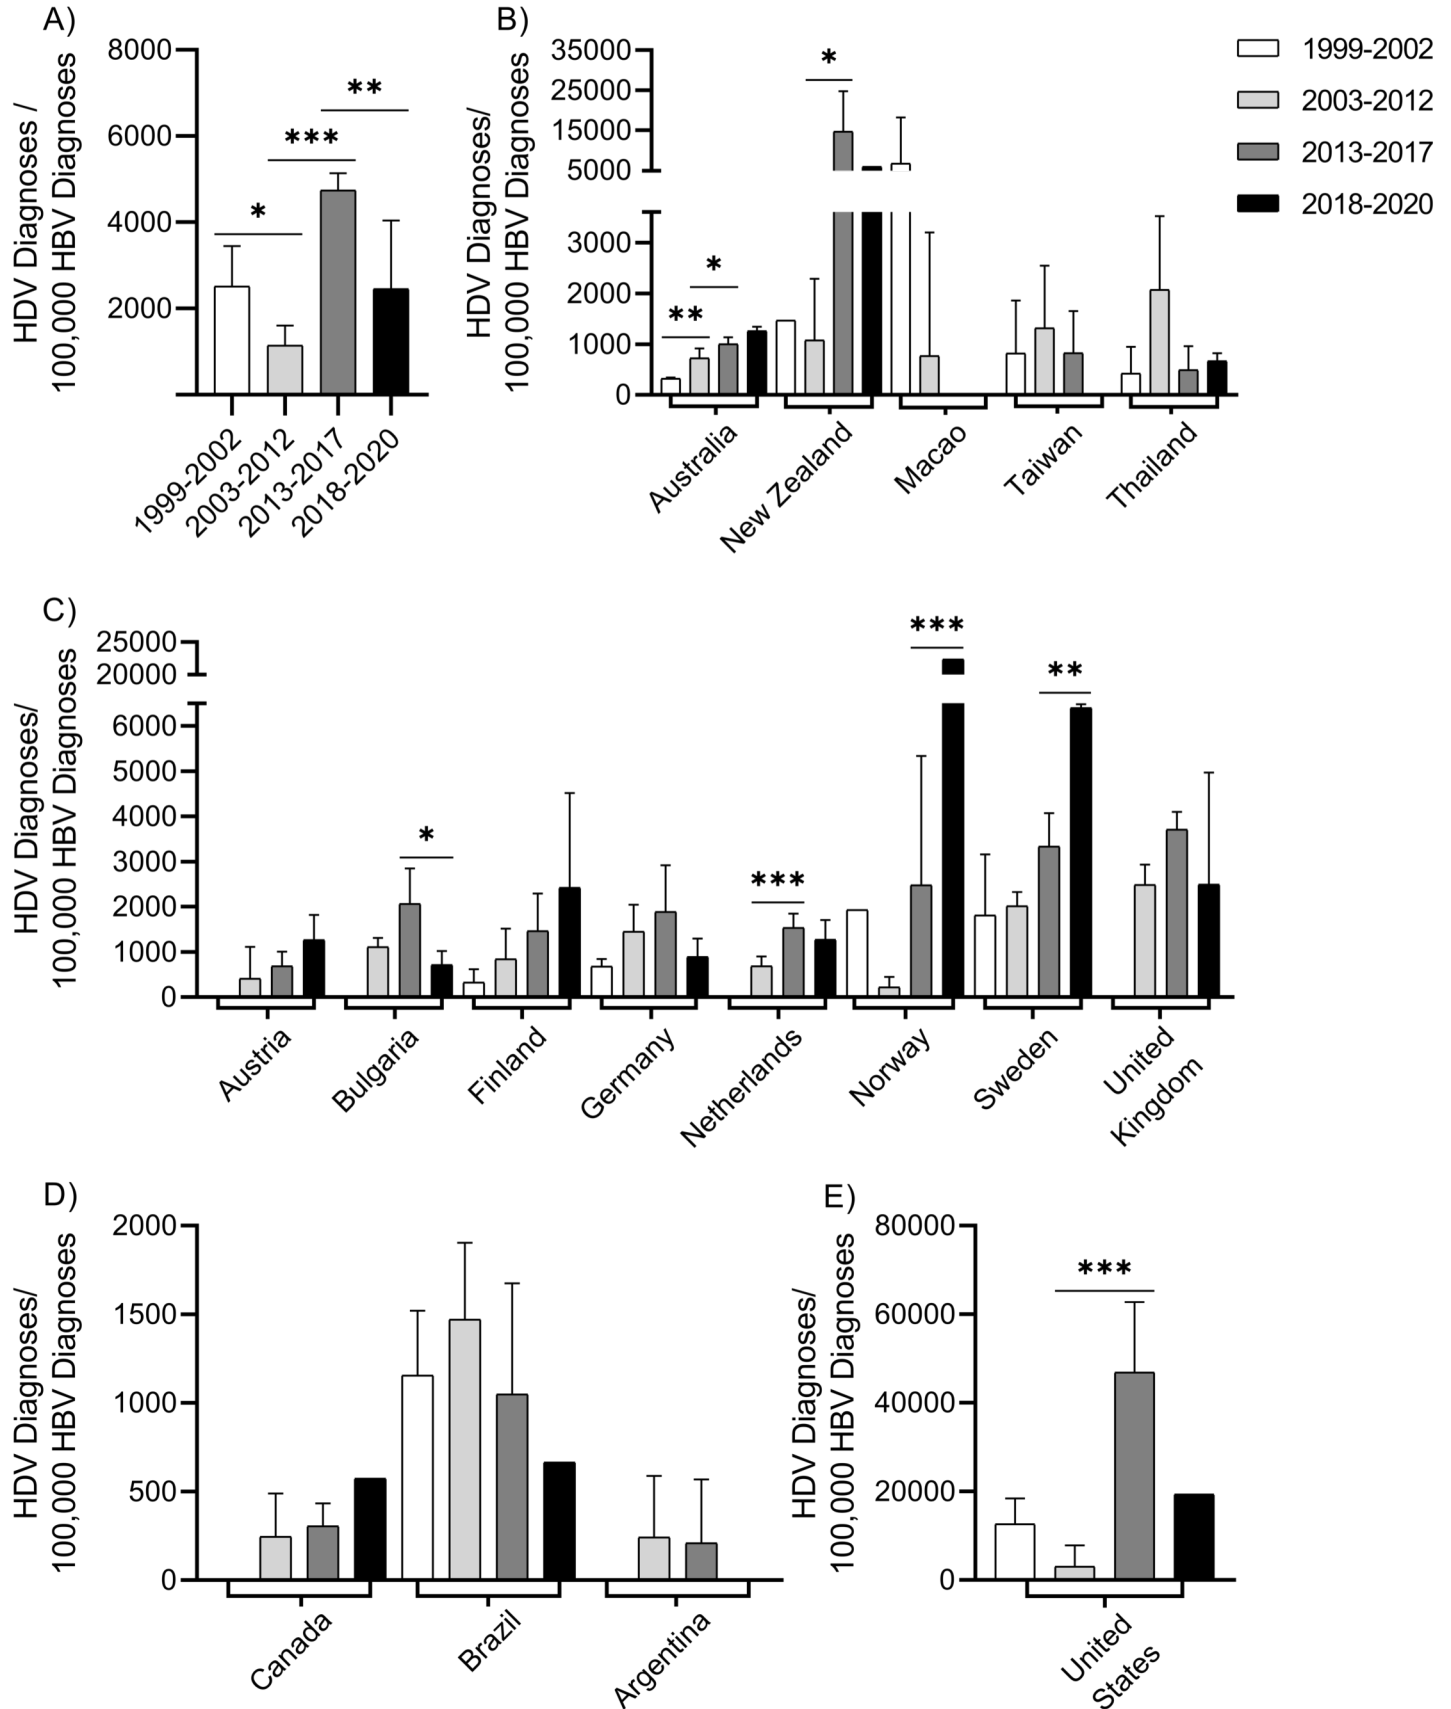 A)
HDV Diagnoses /
100,000 HBV Diagnoses
8000
6000
4000
2000
*
***
**
1999-2002
2003-2012
2013-2017
2018-2020
B)
HDV Diagnoses/
100,000 HBV Diagnoses
35000
25000
15000
5000
3000
2000
1000
0
**
*
*
Australia
New Zealand
Macao
Taiwan
Thailand
1999-2002
2003-2012
2013-2017
2018-2020
C)
HDV Diagnoses/
100,000 HBV Diagnoses
25000
20000
6000
5000
4000
3000
2000
1000
0
*
***
***
**
Austria
Bulgaria
Finland
Germany
Netherlands
Norway
Sweden
United
Kingdom
D)
HDV Diagnoses/
100,000 HBV Diagnoses
2000
1500
1000
500
0
Canada
Brazil
Argentina
E)
HDV Diagnoses/
100,000 HBV Diagnoses
80000
60000
40000
20000
0
***
United
States